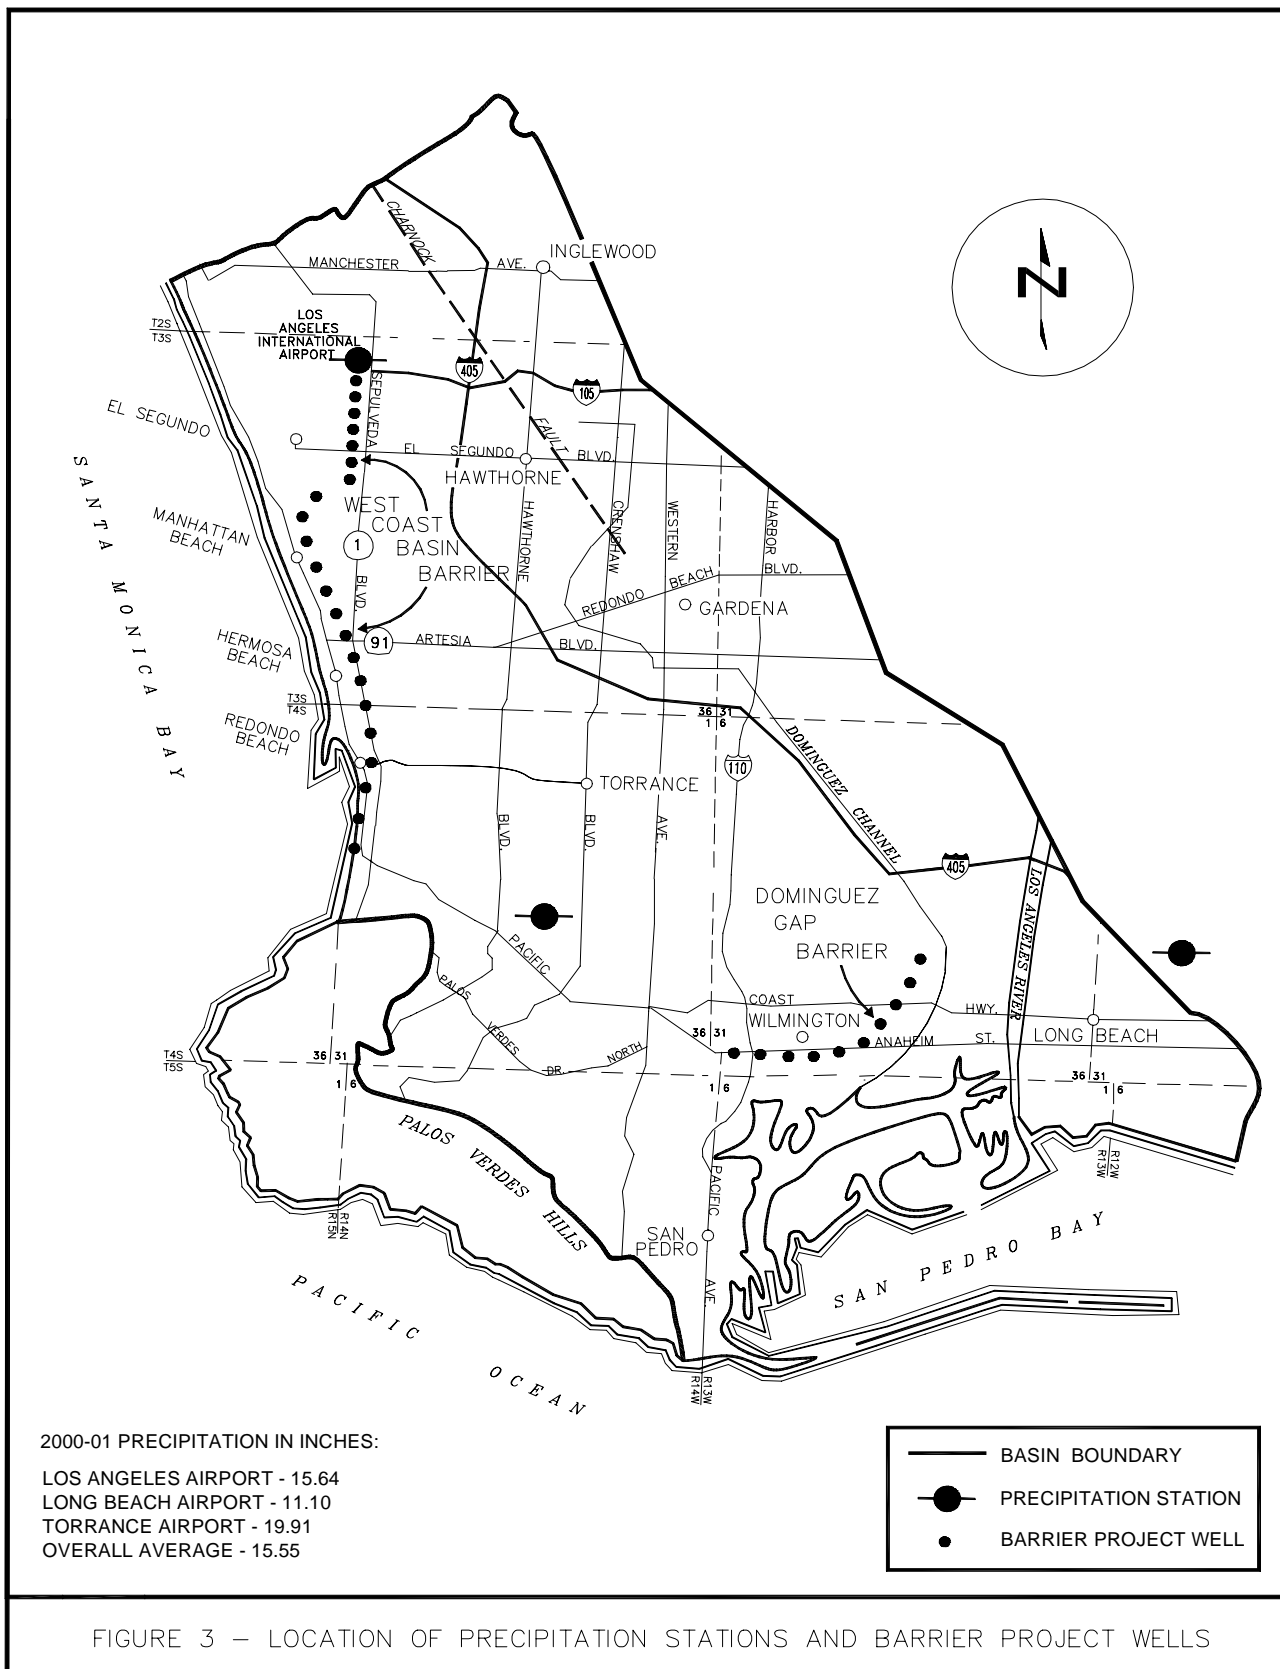 INGLEWOOD
CHARNOCK
MANCHESTER AVE.
T2S
T3S
LOS
ANGELES
INTERNATIONAL
AIRPORT
405
105
SEPULVEDA
EL SEGUNDO
FAULT
EL SEGUNDO BLVD.
HAWTHORNE
SANTA MONICA BAY
WEST
COAST
BASIN
BARRIER
HAWTHORNE
CRENSHAW
WESTERN
HARBOR
MANHATTAN
BEACH
1
BLVD.
REDONDO BEACH BLVD.
GARDENA
HERMOSA
BEACH
91
ARTESIA BLVD.
T3S
T4S
36 31
1 6
REDONDO
BEACH
DOMINGUEZ CHANNEL
110
TORRANCE
BLVD.
BLVD.
AVE.
405
LOS ANGELES RIVER
DOMINGUEZ
GAP
BARRIER
PACIFIC
COAST
HWY.
PALOS
VERDES
DR.
NORTH
WILMINGTON
36 31
ANAHEIM ST.
LONG BEACH
T4S
T5S
36 31
1 6
1 6
36 31
1 6
PALOS VERDES HILLS
R12W
R13W
PACIFIC
AVE.
SAN
PEDRO
R14N
R15N
SAN PEDRO BAY
PACIFIC OCEAN
R13W
R14W
2000-01 PRECIPITATION IN INCHES:
LOS ANGELES AIRPORT - 15.64
LONG BEACH AIRPORT - 11.10
TORRANCE AIRPORT - 19.91
OVERALL AVERAGE - 15.55
BASIN BOUNDARY
PRECIPITATION STATION
BARRIER PROJECT WELL
N
FIGURE 3 – LOCATION OF PRECIPITATION STATIONS AND BARRIER PROJECT WELLS